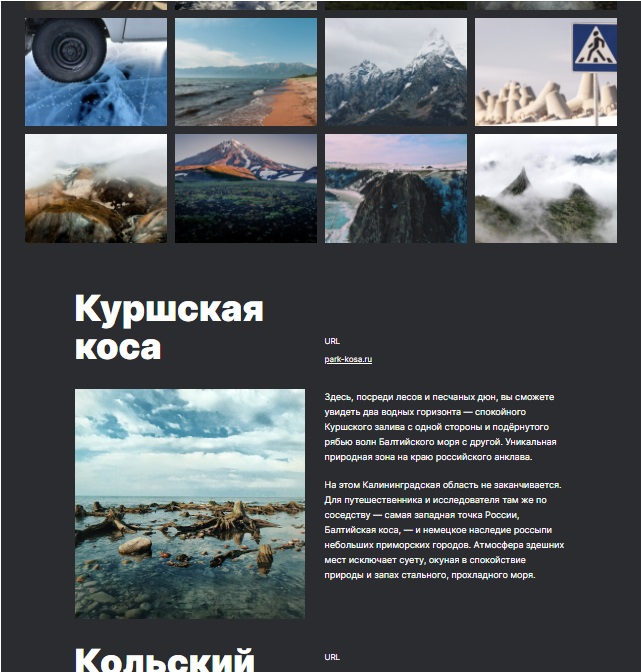 Куршская
коса
URL
park-kosa.ru
Здесь, посреди лесов и песчаных дюн, вы сможете
увидеть два водных горизонта — спокойного
Куршского залива с одной стороны и подёрнутого
рябью волн Балтийского моря с другой. Уникальная
природная зона на краю российского анклава.
На этом Калининградская область не заканчивается.
Для путешественника и исследователя там же по
соседству — самая западная точка России,
Балтийская коса, — и немецкое наследие россыпи
небольших приморских городов. Атмосфера здешних
мест исключает суету, окуная в спокойствие
природы и запах стального, прохладного моря.
Кольский
URL